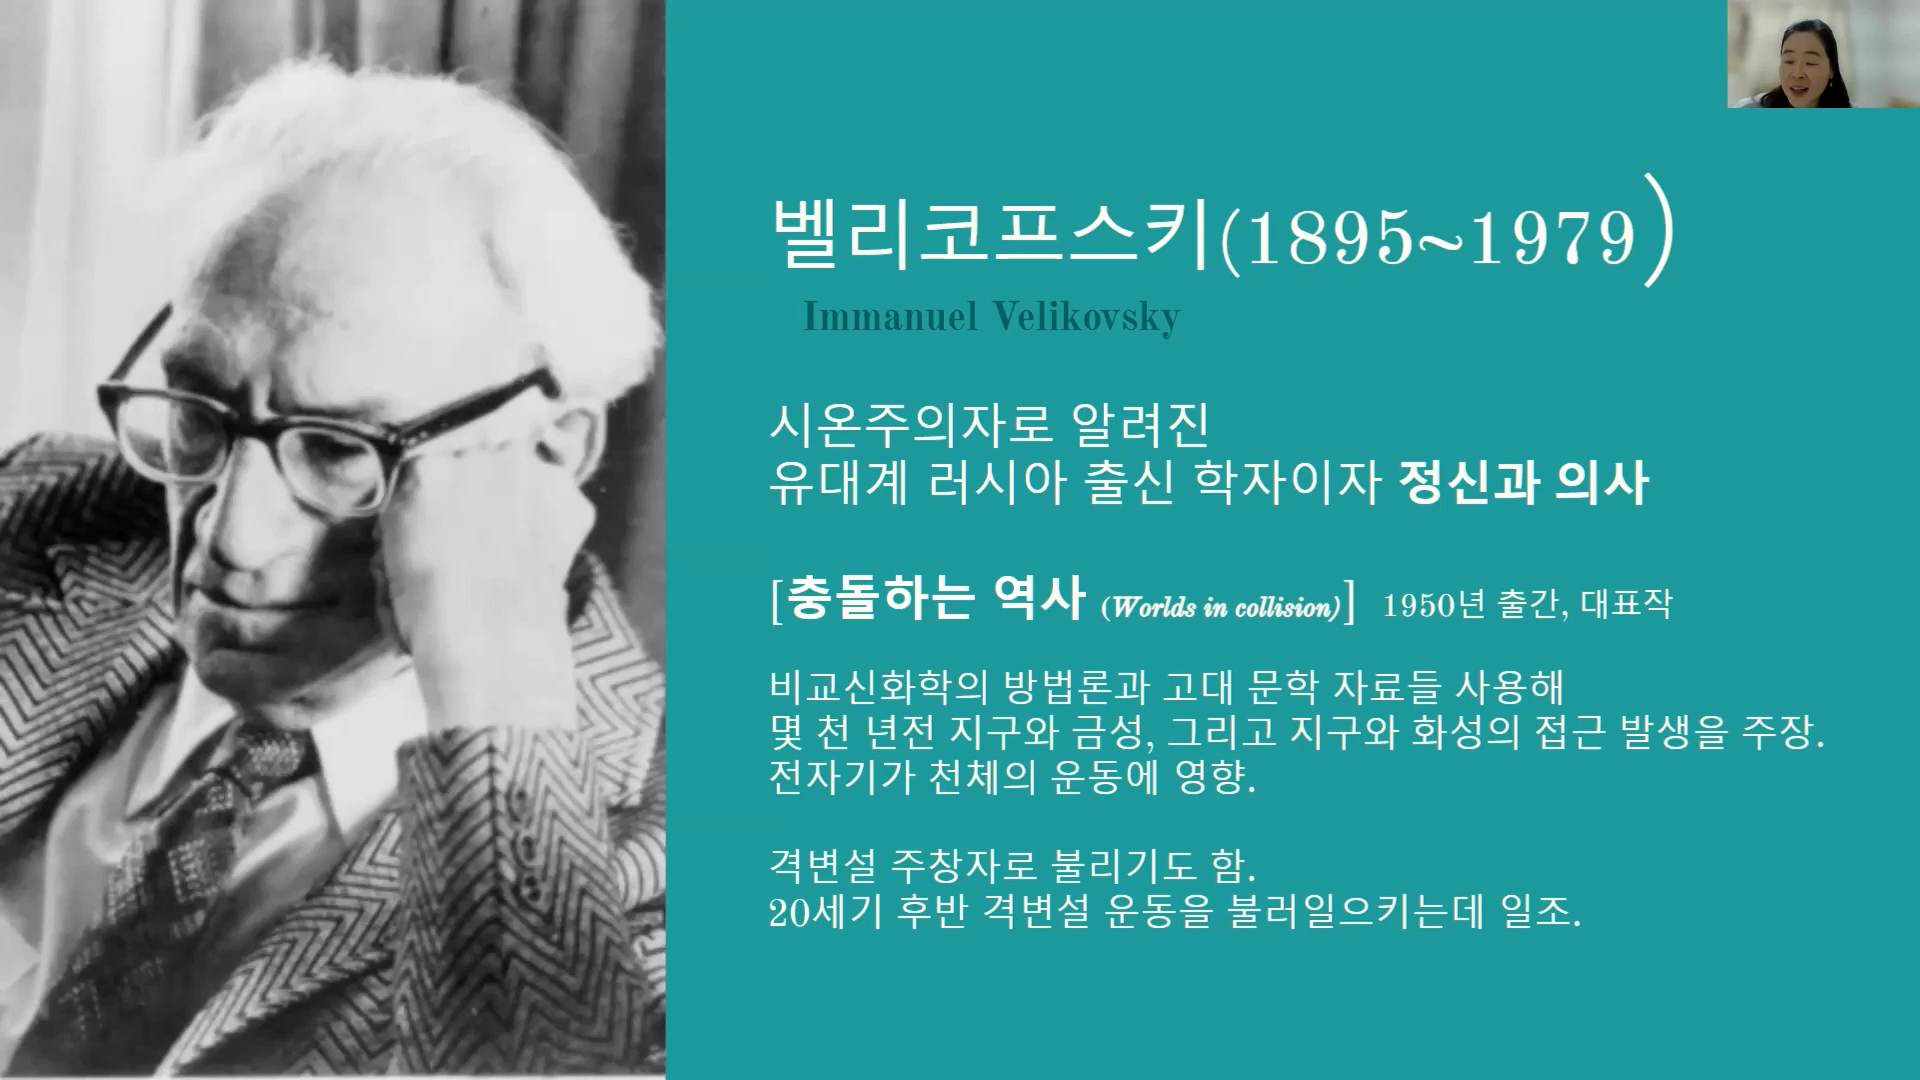 벨리코프스키(1895~1979)
Immanuel Velikovsky
시온주의자로 알려진
유대계 러시아 출신 학자이자 정신과 의사
[충돌하는 역사 (Worlds in collision)] 1950년 출간, 대표작
비교신화학의 방법론과 고대 문학 자료들 사용해
몇 천 년전 지구와 금성, 그리고 지구와 화성의 접근 발생을 주장.
전자기가 천체의 운동에 영향.
격변설 주창자로 불리기도 함.
20세기 후반 격변설 운동을 불러일으키는데 일조.